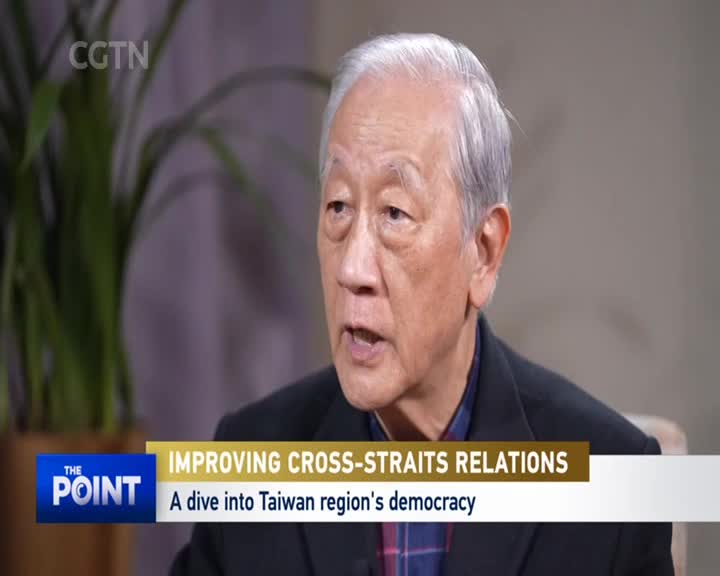 CGTN
IMPROVING CROSS-STRAITS RELATIONS
THE
POINT
A dive into Taiwan region's democracy